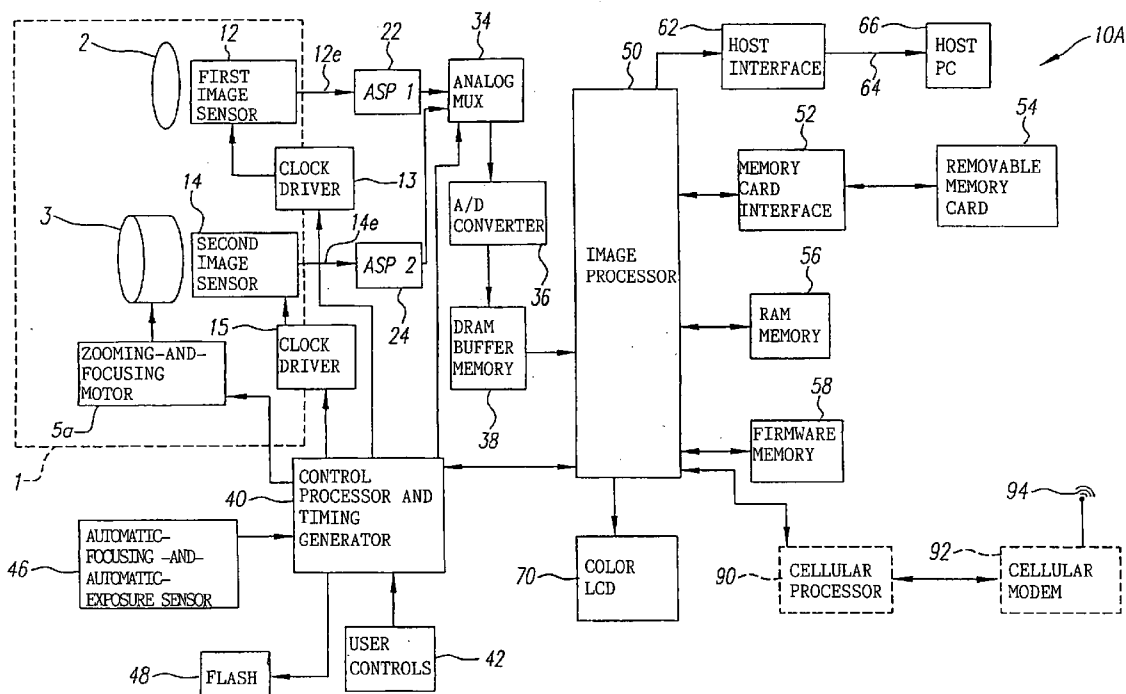 12
2
FIRST
IMAGE
SENSOR
12e
22
ASP 1
34
ANALOG
MUX
CLOCK
DRIVER
13
14
3
SECOND
IMAGE
SENSOR
14e
ASP 2
24
A/D
CONVERTER
36
15
CLOCK
DRIVER
DRAM
BUFFER
MEMORY
38
ZOOMING-AND-
FOCUSING
MOTOR
5a
1
40
CONTROL
PROCESSOR AND
TIMING
GENERATOR
46
AUTOMATIC-
FOCUSING -AND-
AUTOMATIC-
EXPOSURE SENSOR
48
FLASH
USER
CONTROLS
42
50
IMAGE
PROCESSOR
62
HOST
INTERFACE
64
66
HOST
PC
10A
52
MEMORY
CARD
INTERFACE
54
REMOVABLE
MEMORY
CARD
56
RAM
MEMORY
58
FIRMWARE
MEMORY
70
COLOR
LCD
90
CELLULAR
PROCESSOR
92
CELLULAR
MODEM
94